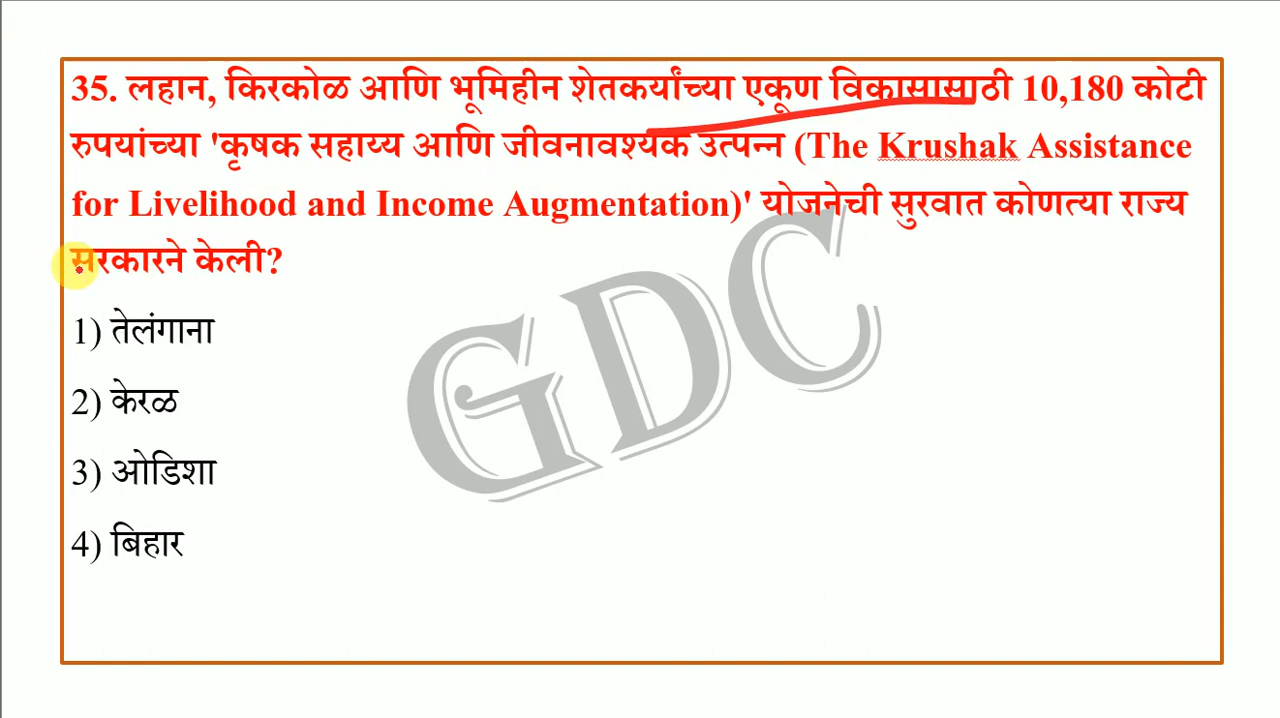 35. लहान, किरकोळ आणि भूमिहीन शेतकर्यांच्या एकूण विकासासाठी 10,180 कोटी
रुपयांच्या 'कृषक सहाय्य आणि जीवनावश्यक उत्पन्न (The Krushak Assistance
for Livelihood and Income Augmentation)' योजनेची सुरवात कोणत्या राज्य
सरकारने केली?
1) तेलंगाना
2) केरळ
3) ओडिशा
4) बिहार
GDC